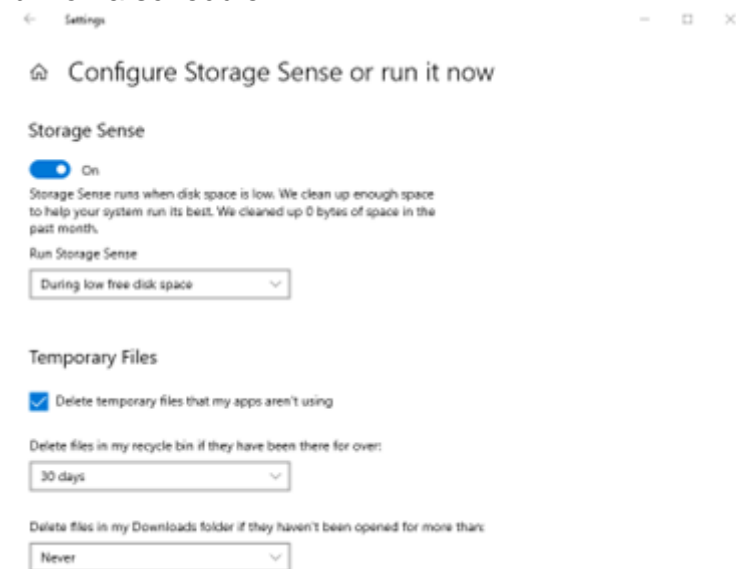 Settings
Configure Storage Sense or run it now
Storage Sense
On
Storage Sense runs when disk space is low. We clean up enough space
to help your system run its best. We cleaned up 0 bytes of space in the
past month.
Run Storage Sense
During low free disk space
Temporary Files
Delete temporary files that my apps aren't using
Delete files in my recycle bin if they have been there for over:
30 days
Delete files in my Downloads folder if they haven't been opened for more than:
Never